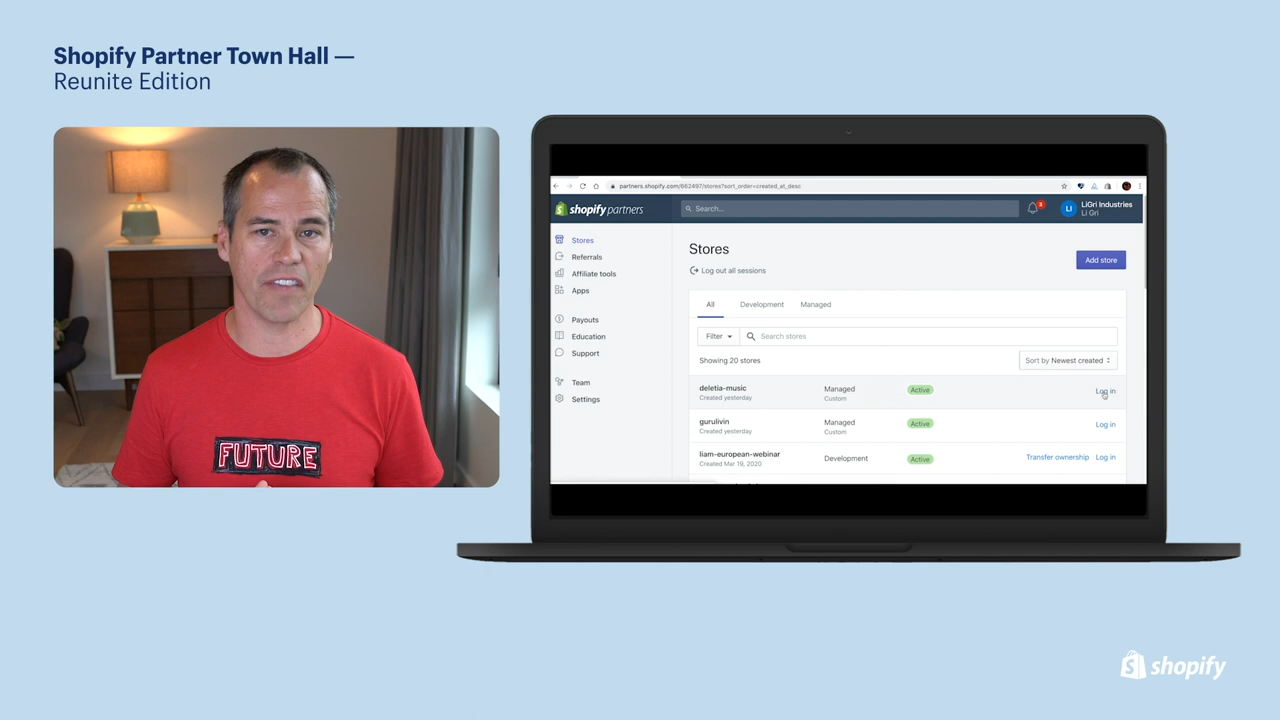 Shopify Partner Town Hall —
Reunite Edition
FUTURE
partners.shopify.com/662497/stores?sort_order=created_at_desc
shopify partners
Search...
3
LI
LiGri Industries
Li Gri
Stores
Referrals
Affiliate tools
Apps
Payouts
Education
Support
Team
Settings
Stores
Log out all sessions
Add store
All Development Managed
Filter
Search stores
Showing 20 stores
Sort by Newest created
deletia-music Managed Active Log in
Created yesterday Custom
gurulivin Managed Active Log in
Created yesterday Custom
liam-european-webinar Development Active Transfer ownership Log in
Created Mar 19, 2020
shopify